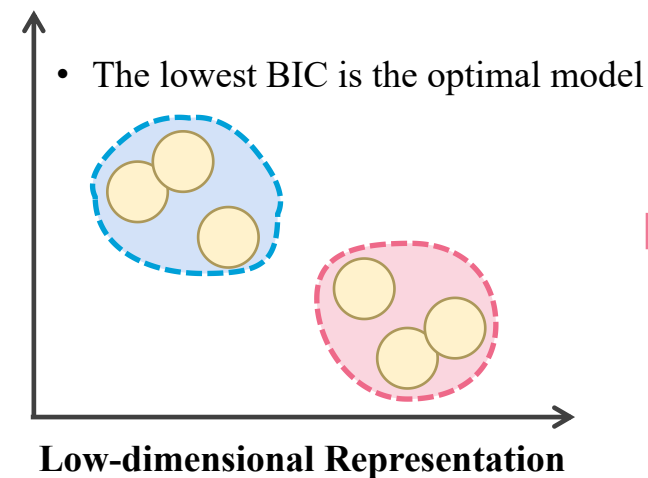 • The lowest BIC is the optimal model
Low-dimensional Representation